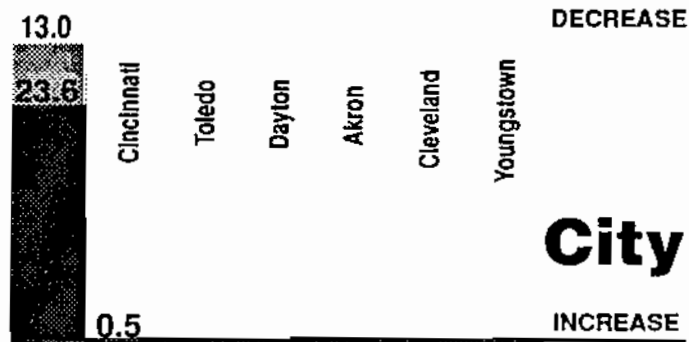 DECREASE
13.0
23.6
Cincinnati
Toledo
Dayton
Akron
Cleveland
Youngstown
City
0.5
INCREASE